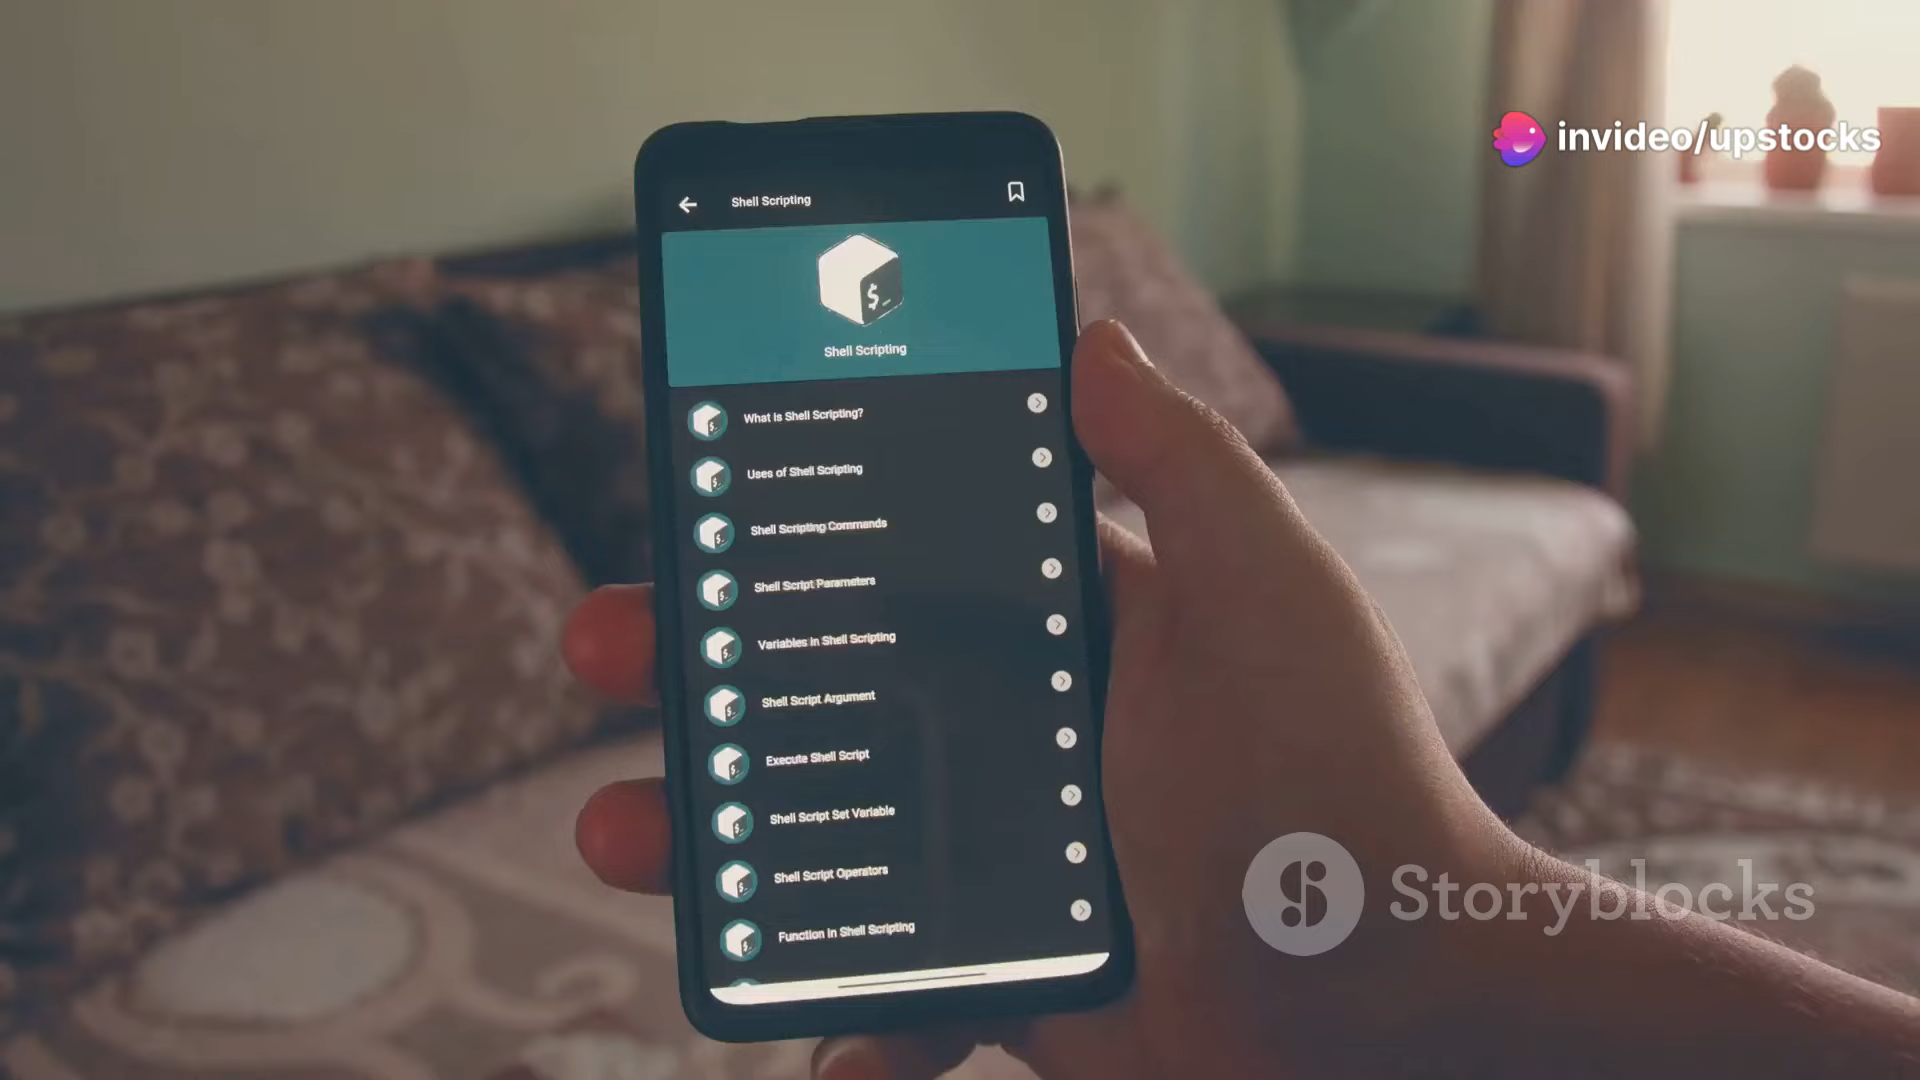 invideo/upstocks
Shell Scripting
$_
Shell Scripting
What is Shell Scripting?
Uses of Shell Scripting
Shell Scripting Commands
Shell Script Parameters
Variables in Shell Scripting
Shell Script Argument
Execute Shell Script
Shell Script Set Variable
Shell Script Operators
Function in Shell Scripting
Storyblocks